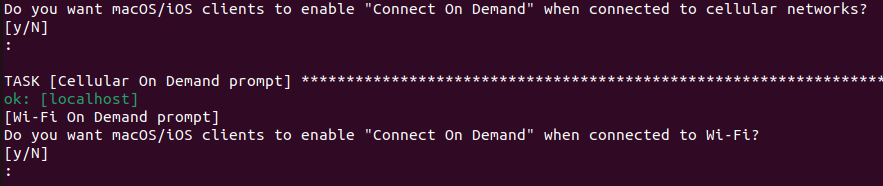 Do you want macOS/iOS clients to enable "Connect On Demand" when connected to cellular networks?
[y/N]
:
TASK [Cellular On Demand prompt] *****************************************************************
ok: [localhost]
[Wi-Fi On Demand prompt]
Do you want macOS/iOS clients to enable "Connect On Demand" when connected to Wi-Fi?
[y/N]
: